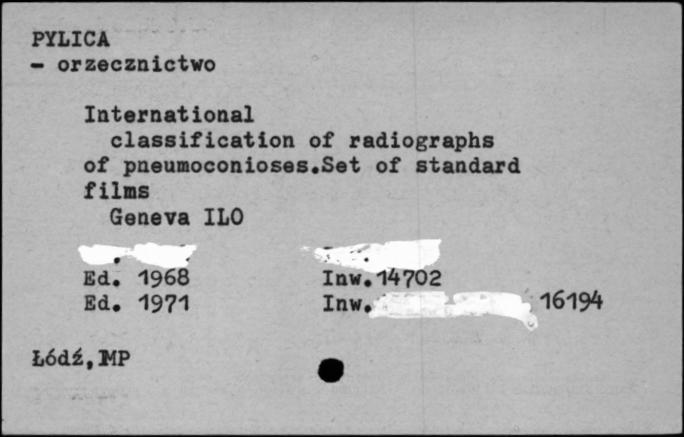 PYLICA
- orzecznictwo
International
classification of radiographs
of pneumoconioses.Set of standard
films
Geneva ILO
Ed. 1968 Inw.14702
Ed. 1971 Inw. 16194
Łódź,IMP